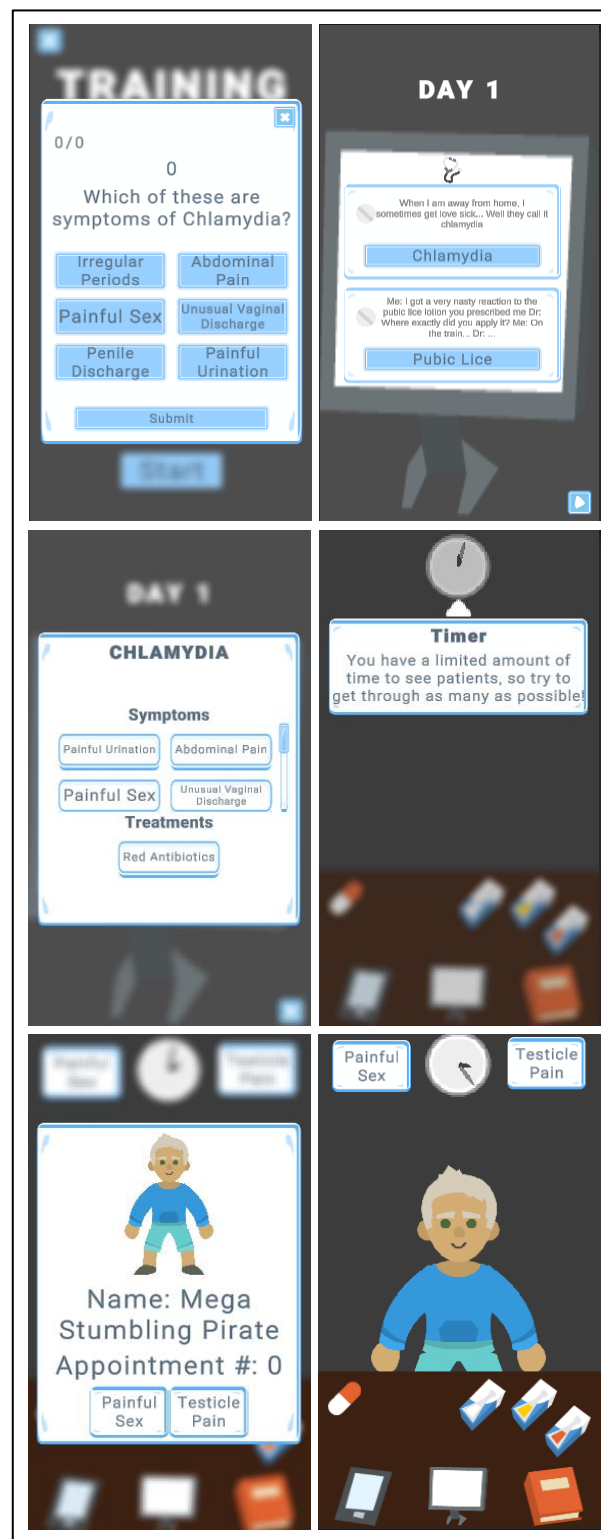 TRAINING
0/0
0
Which of these are
symptoms of Chlamydia?
Irregular
Periods
Abdominal
Pain
Painful Sex
Unusual Vaginal
Discharge
Penile
Discharge
Painful
Urination
Submit
Start
DAY 1
When I am away from home, I
sometimes get love sick... Well they call it
chlamydia
Chlamydia
Me: I got a very nasty reaction to the
pubic lice lotion you prescribed me Dr:
Where exactly did you apply it? Me: On
the train... Dr: ...
Pubic Lice
DAY 1
CHLAMYDIA
Symptoms
Painful Urination
Abdominal Pain
Painful Sex
Unusual Vaginal
Discharge
Treatments
Red Antibiotics
Timer
You have a limited amount of
time to see patients, so try to
get through as many as possible!
Painful
Sex
Testicle
Pain
Name: Mega
Stumbling Pirate
Appointment #: 0
Painful
Sex
Testicle
Pain
Painful
Sex
Testicle
Pain